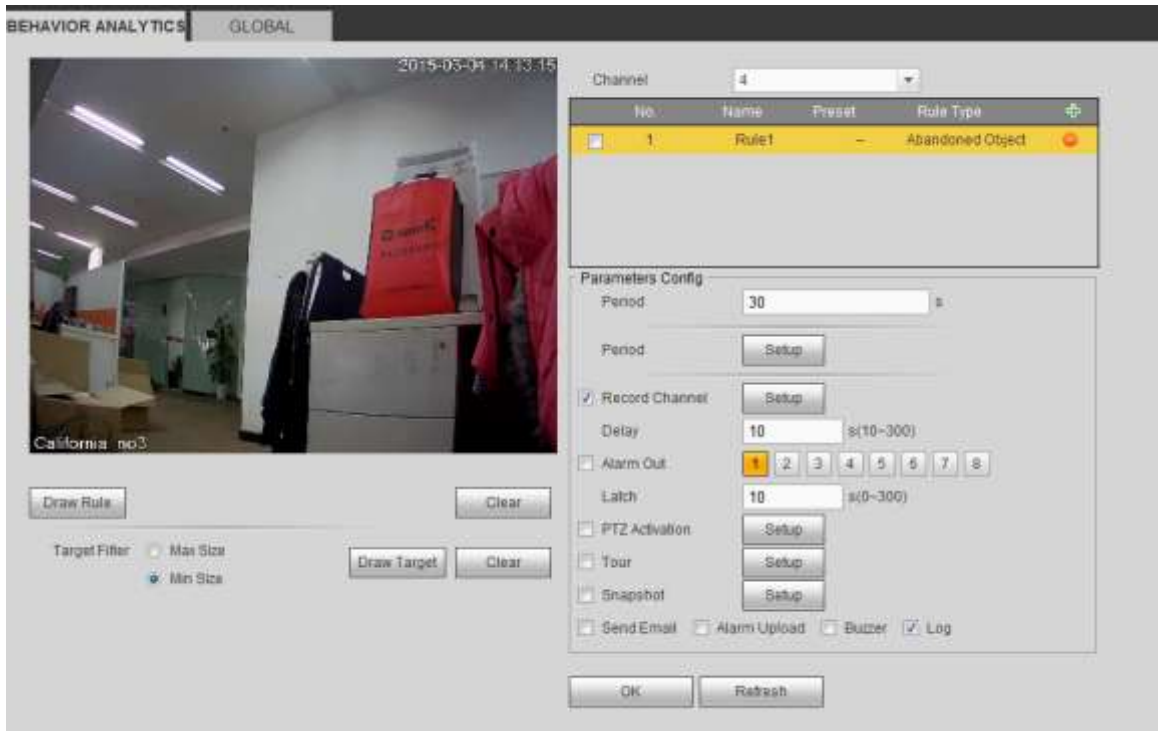 BEHAVIOR ANALYTICS GLOBAL
2015-03-04 14:13:15
California no3
Draw Rule Clear
Target Filter Max Size
Min Size
Draw Target Clear
Channel 4
No. Name Preset Rule Type
1 Rule1 – Abandoned Object
Parameters Config
Period 30 s
Period Setup
Record Channel Setup
Delay 10 s(10~300)
Alarm Out 1 2 3 4 5 6 7 8
Latch 10 s(0~300)
PTZ Activation Setup
Tour Setup
Snapshot Setup
Send Email Alarm Upload Buzzer Log
OK Refresh